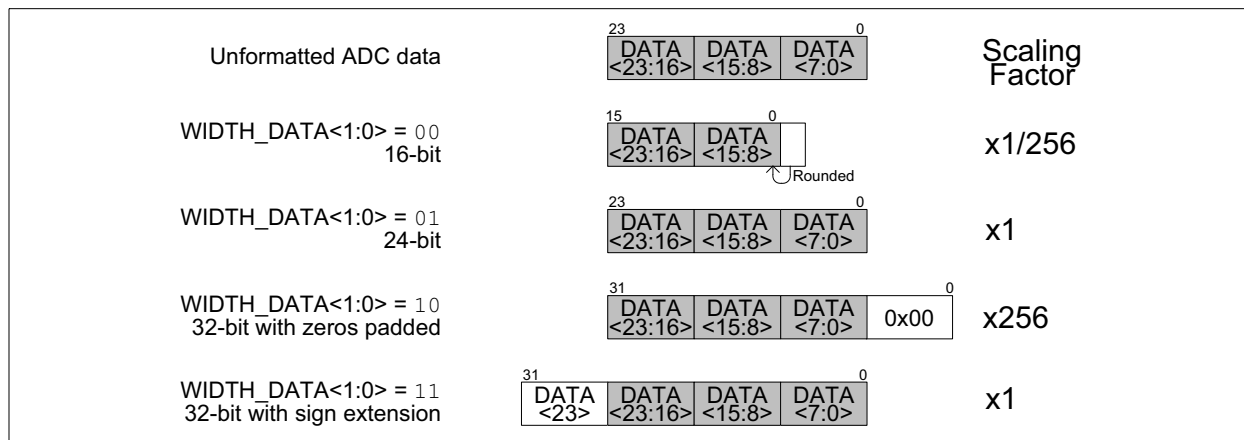 23 0
Unformatted ADC data DATA <23:16> DATA <15:8> DATA <7:0> Scaling Factor
15 0
WIDTH_DATA<1:0> = 00 DATA <23:16> DATA <15:8> x1/256
16-bit
Rounded
23 0
WIDTH_DATA<1:0> = 01 DATA <23:16> DATA <15:8> DATA <7:0> x1
24-bit
31 0
WIDTH_DATA<1:0> = 10 DATA <23:16> DATA <15:8> DATA <7:0> 0x00 x256
32-bit with zeros padded
31 0
WIDTH_DATA<1:0> = 11 DATA <23> DATA <23:16> DATA <15:8> DATA <7:0> x1
32-bit with sign extension